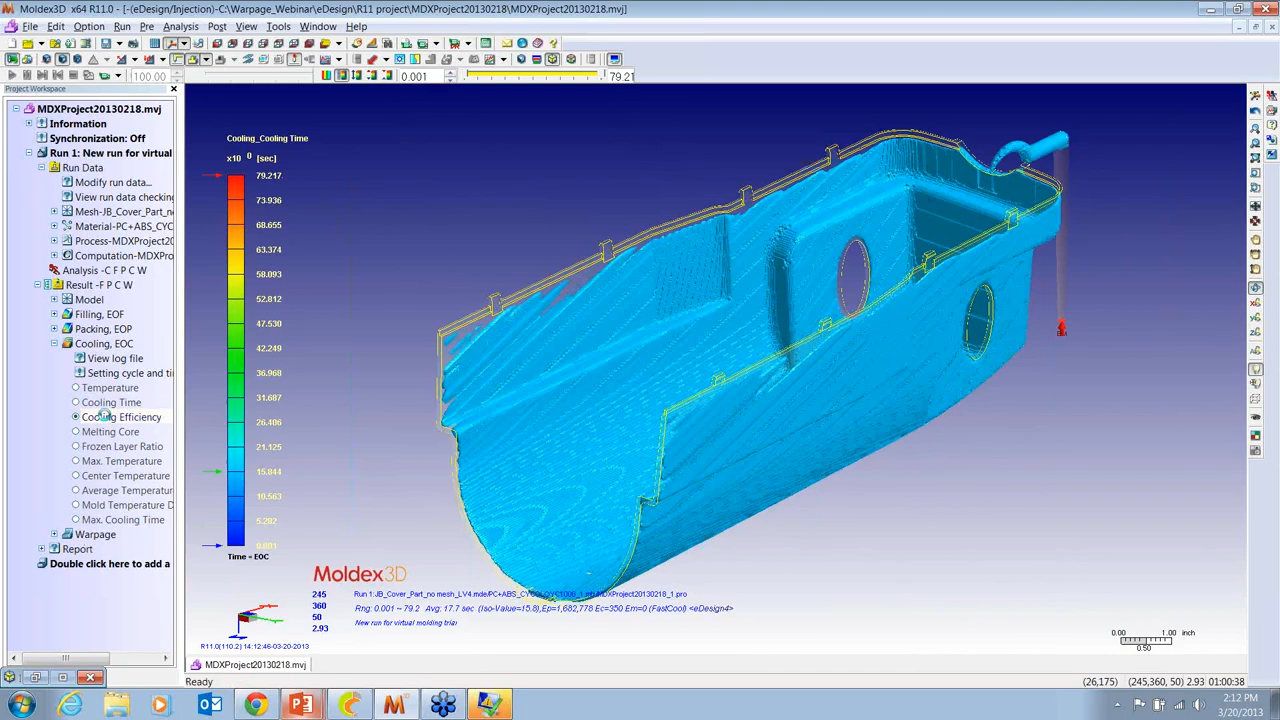 Moldex3D x64 R11.0 [-(eDesign/Injection)-C:\Warpage_Webinar\eDesign\R11 project\MDXProject20130218\MDXProject20130218.mvj]
File Edit Option Run Pre Analysis Post View Tools Window Help
100.00 0.001 79.21
Project Workspace
MDXProject20130218.mvj
Information
Synchronization: Off
Run 1: New run for virtual
Run Data
Modify run data...
View run data checking
Mesh-JB_Cover_Part_no
Material-PC+ABS_CYC
Process-MDXProject20
Computation-MDXPro
Analysis -C F P C W
Result -F P C W
Model
Filling, EOF
Packing, EOP
Cooling, EOC
View log file
Setting cycle and ti
Temperature
Cooling Time
Cooling Efficiency
Melting Core
Frozen Layer Ratio
Max. Temperature
Center Temperature
Average Temperatur
Mold Temperature D
Max. Cooling Time
Warpage
Report
Double click here to add a
Cooling_Cooling Time
x10 0 [sec]
79.217
73.936
68.655
63.374
58.093
52.812
47.530
42.249
36.968
31.687
26.406
21.125
15.844
10.563
5.282
0.001
Time = EOC
Moldex3D
245
360
50
2.93
Run 1:JB_Cover_Part_no mesh_LV4.mde/PC+ABS_CYCOLOYC1000_1.mtr/MDXProject20130218_1.pro
Rng: 0.001 ~ 79.2 Avg: 17.7 sec (Iso-Value=15.8),Ep=1,682,778 Ec=350 Em=0 (FastCool) <eDesign4>
New run for virtual molding trial
R11.0(110.2) 14:12:46-03-20-2013
0.00 1.00 inch
0.50
MDXProject20130218.mvj
Ready (26,175) (245,360, 50) 2.93 01:00:38
2:12 PM
3/20/2013